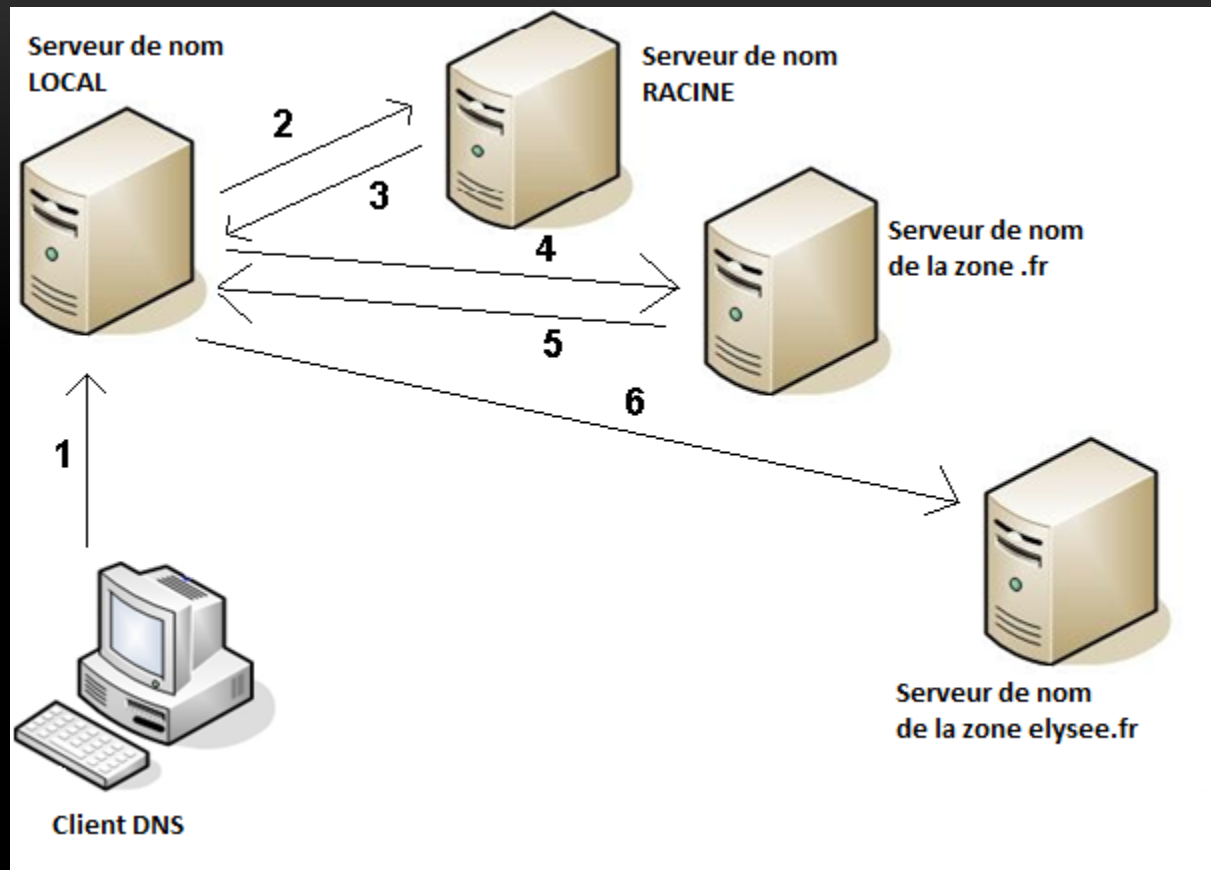 Serveur de nom
LOCAL
Serveur de nom
RACINE
2
3
4
Serveur de nom
de la zone .fr
5
6
1
Serveur de nom
de la zone elysee.fr
Client DNS